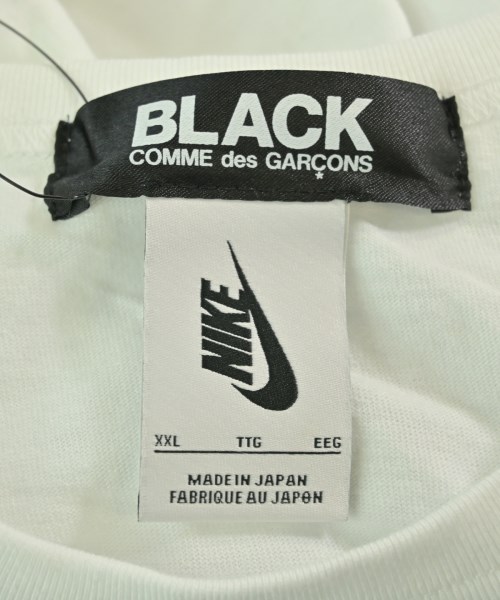 BLACK
COMME des GARÇONS
*
NIKE
XXL TTG EEG
MADE IN JAPAN
FABRIQUE AU JAPON